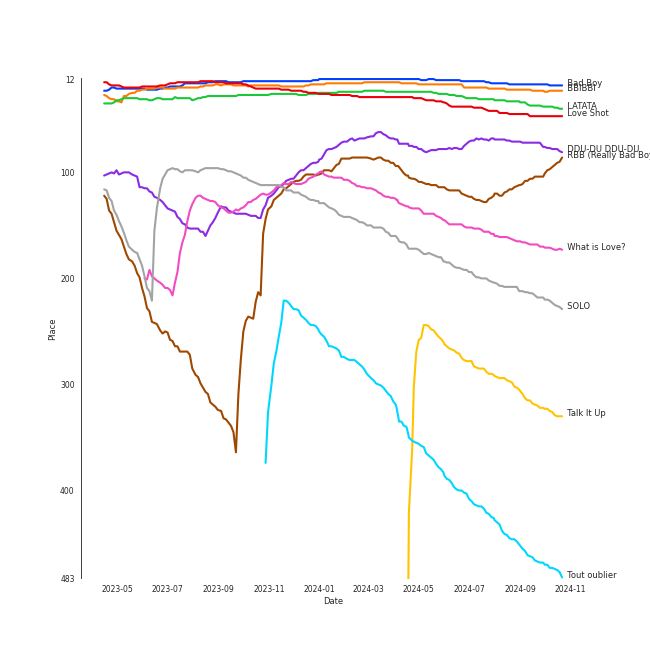 12
100
200
300
400
483
Place
2023-05
2023-07
2023-09
2023-11
2024-01
2024-03
2024-05
2024-07
2024-09
2024-11
Date
Bad Boy
BBIBBI
LATATA
Love Shot
DDU-DU DDU-DU
RBB (Really Bad Boy
What is Love?
SOLO
Talk It Up
Tout oublier